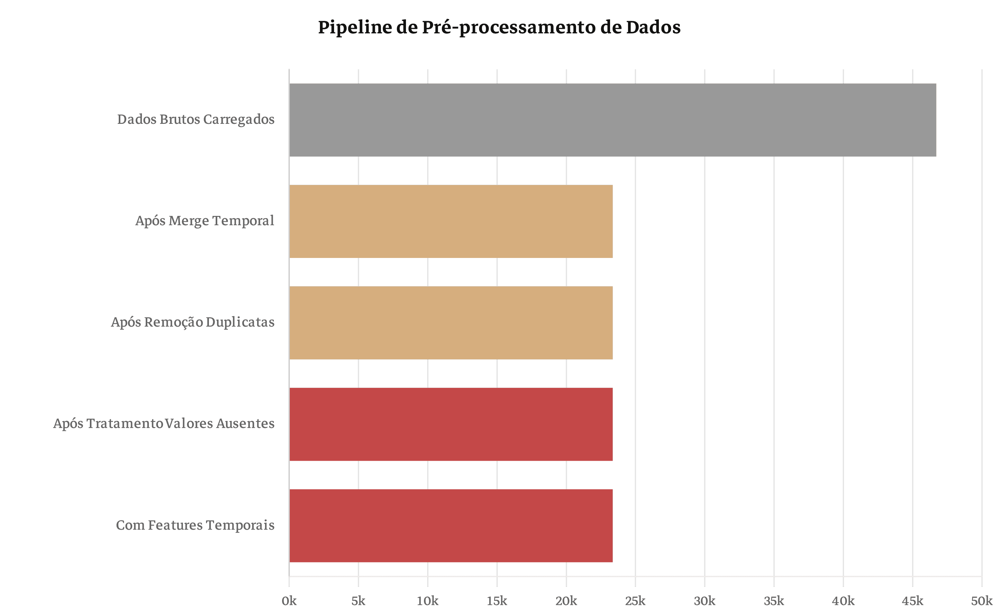 Pipeline de Pré-processamento de Dados
Dados Brutos Carregados
Após Merge Temporal
Após Remoção Duplicatas
Após Tratamento Valores Ausentes
Com Features Temporais
0k 5k 10k 15k 20k 25k 30k 35k 40k 45k 50k